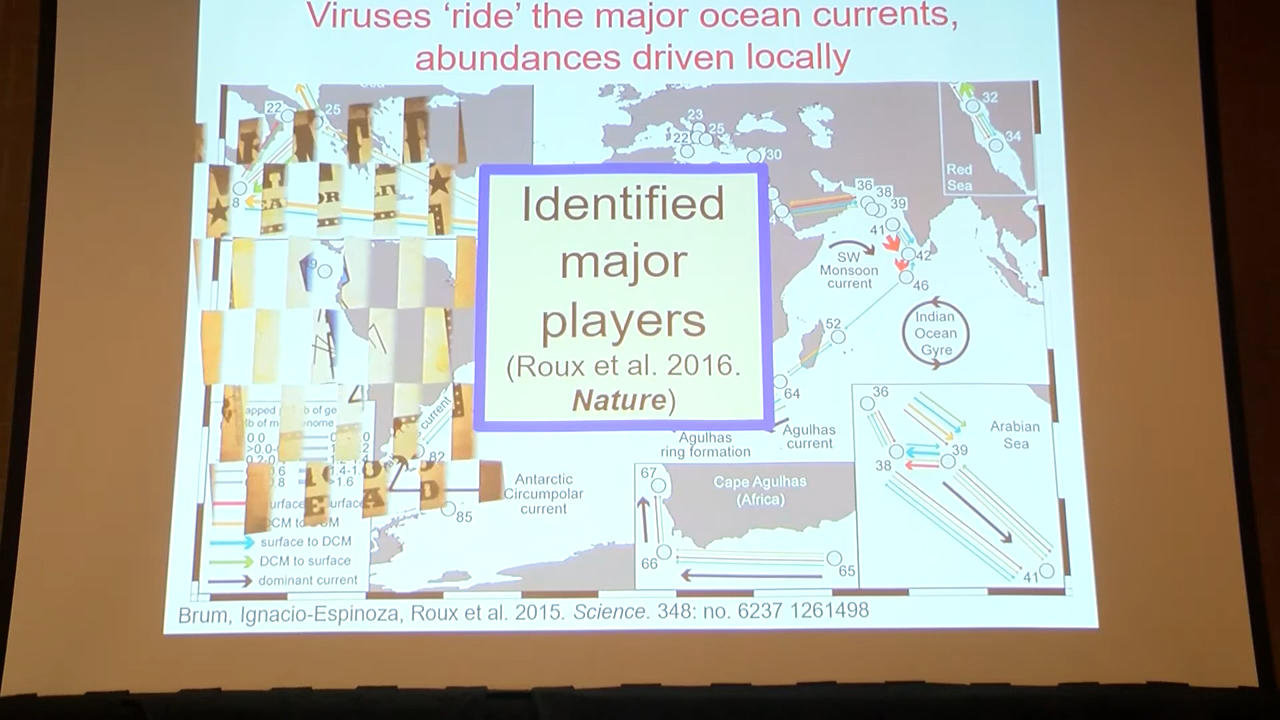 Viruses ‘ride’ the major ocean currents,
abundances driven locally
22
25
8
9
23
22
25
30
32
34
Red
Sea
36
38
39
41
42
46
SW
Monsoon
current
Indian
Ocean
Gyre
52
64
Identified
major
players
(Roux et al. 2016.
Nature)
Agulhas
ring formation
Agulhas
current
current
82
85
Antarctic
Circumpolar
current
67
Cape Agulhas
(Africa)
66
65
36
Arabian
Sea
39
38
41
surface to DCM
DCM to surface
dominant current
Brum, Ignacio-Espinoza, Roux et al. 2015. Science. 348: no. 6237 1261498